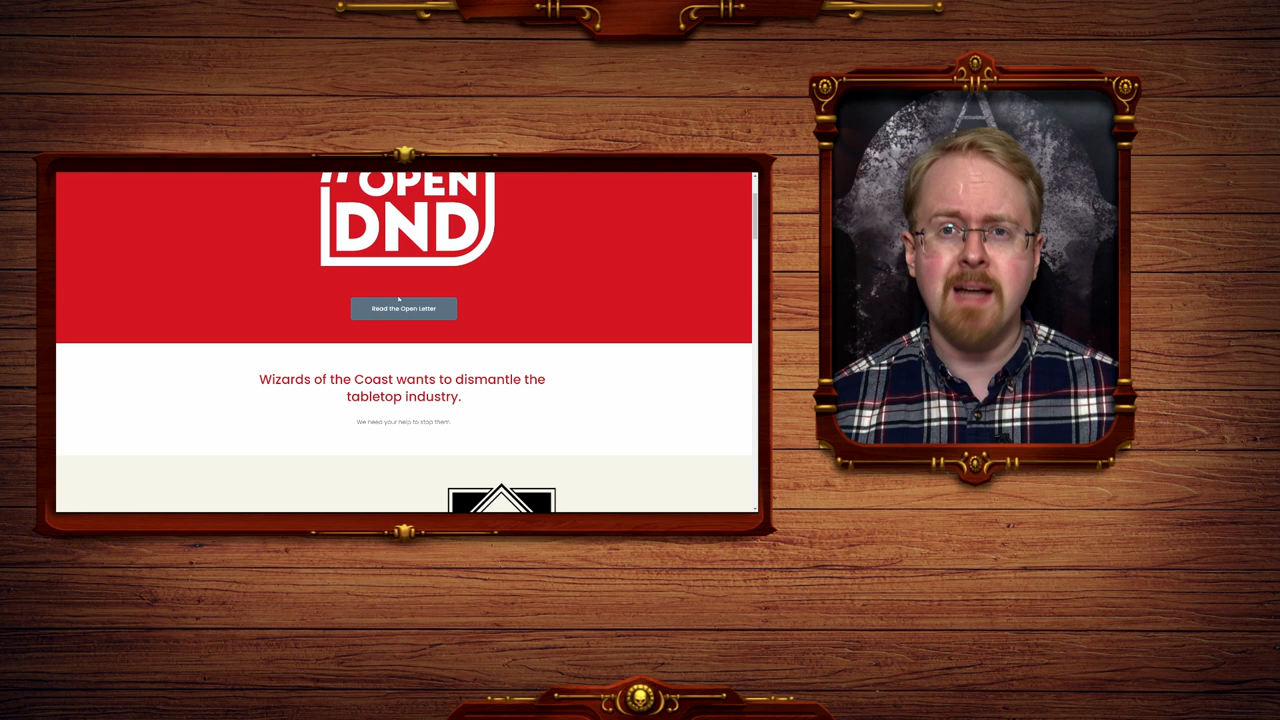 #OPEN
DND
Read the Open Letter
Wizards of the Coast wants to dismantle the
tabletop industry.
We need your help to stop them.